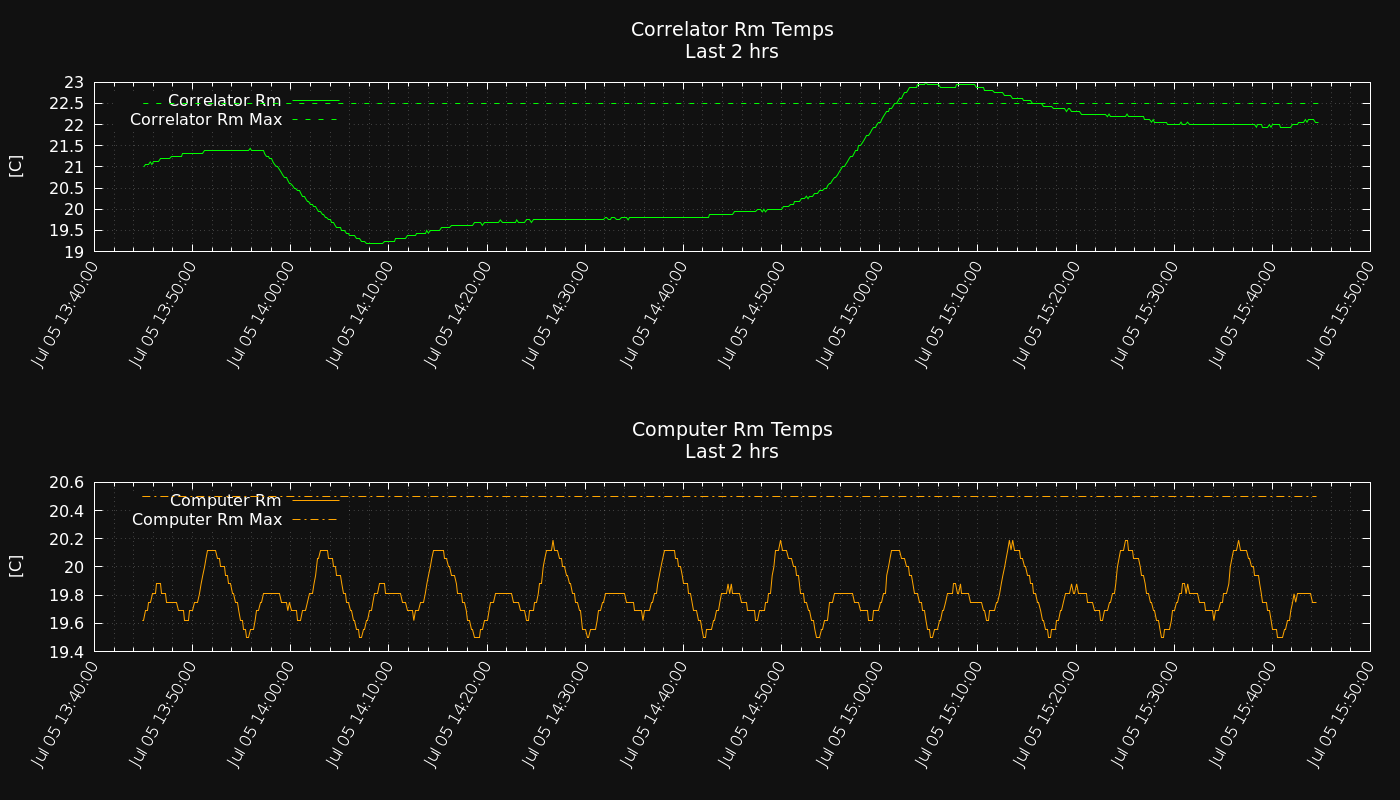 Correlator Rm Temps
Last 2 hrs
23
22.5
22
21.5
21
20.5
20
19.5
19
[C]
Correlator Rm
Correlator Rm Max
Jul 05 13:40:00
Jul 05 13:50:00
Jul 05 14:00:00
Jul 05 14:10:00
Jul 05 14:20:00
Jul 05 14:30:00
Jul 05 14:40:00
Jul 05 14:50:00
Jul 05 15:00:00
Jul 05 15:10:00
Jul 05 15:20:00
Jul 05 15:30:00
Jul 05 15:40:00
Jul 05 15:50:00
Computer Rm Temps
Last 2 hrs
20.6
20.4
20.2
20
19.8
19.6
19.4
[C]
Computer Rm
Computer Rm Max
Jul 05 13:40:00
Jul 05 13:50:00
Jul 05 14:00:00
Jul 05 14:10:00
Jul 05 14:20:00
Jul 05 14:30:00
Jul 05 14:40:00
Jul 05 14:50:00
Jul 05 15:00:00
Jul 05 15:10:00
Jul 05 15:20:00
Jul 05 15:30:00
Jul 05 15:40:00
Jul 05 15:50:00